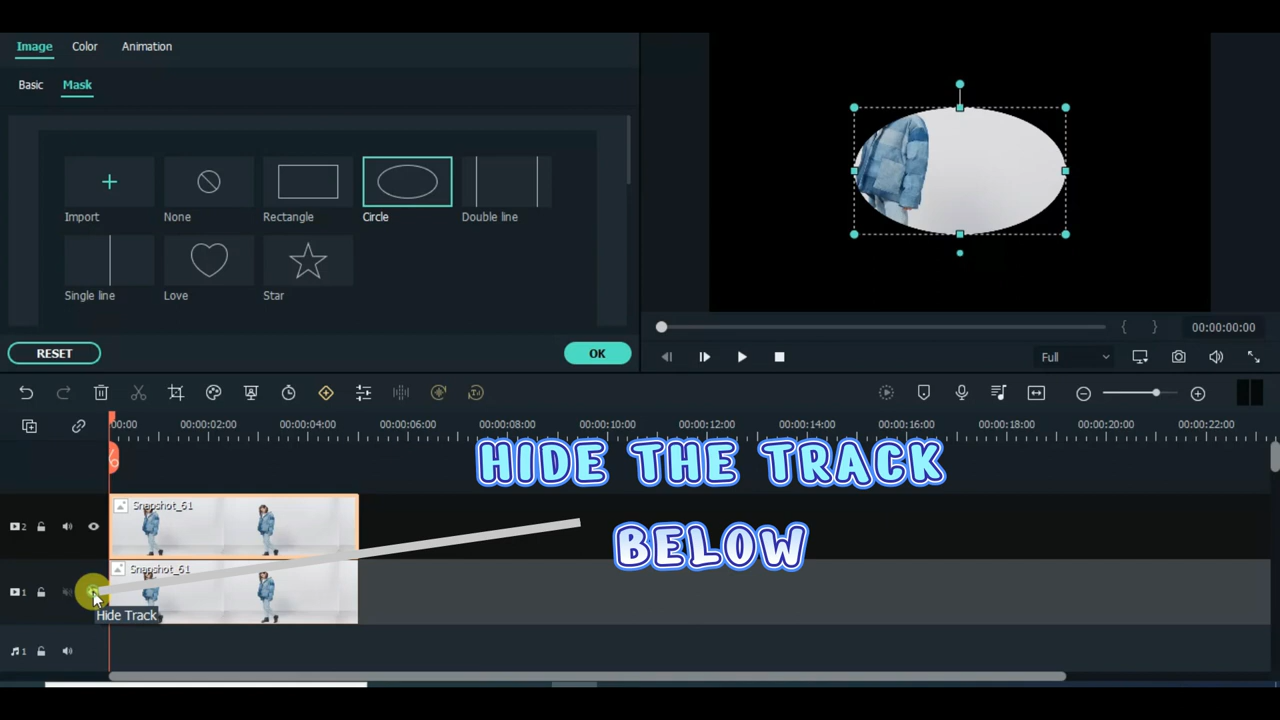 Image Color Animation
Basic Mask
Import None Rectangle Circle Double line
Single line Love Star
RESET OK
Full 00:00:00:00
00:00 00:00:02:00 00:00:04:00 00:00:06:00 00:00:08:00 00:00:10:00 00:00:12:00 00:00:14:00 00:00:16:00 00:00:18:00 00:00:20:00 00:00:22:00
HIDE THE TRACK
2 Snapshot_61
BELOW
1 Snapshot_61
Hide Track
1